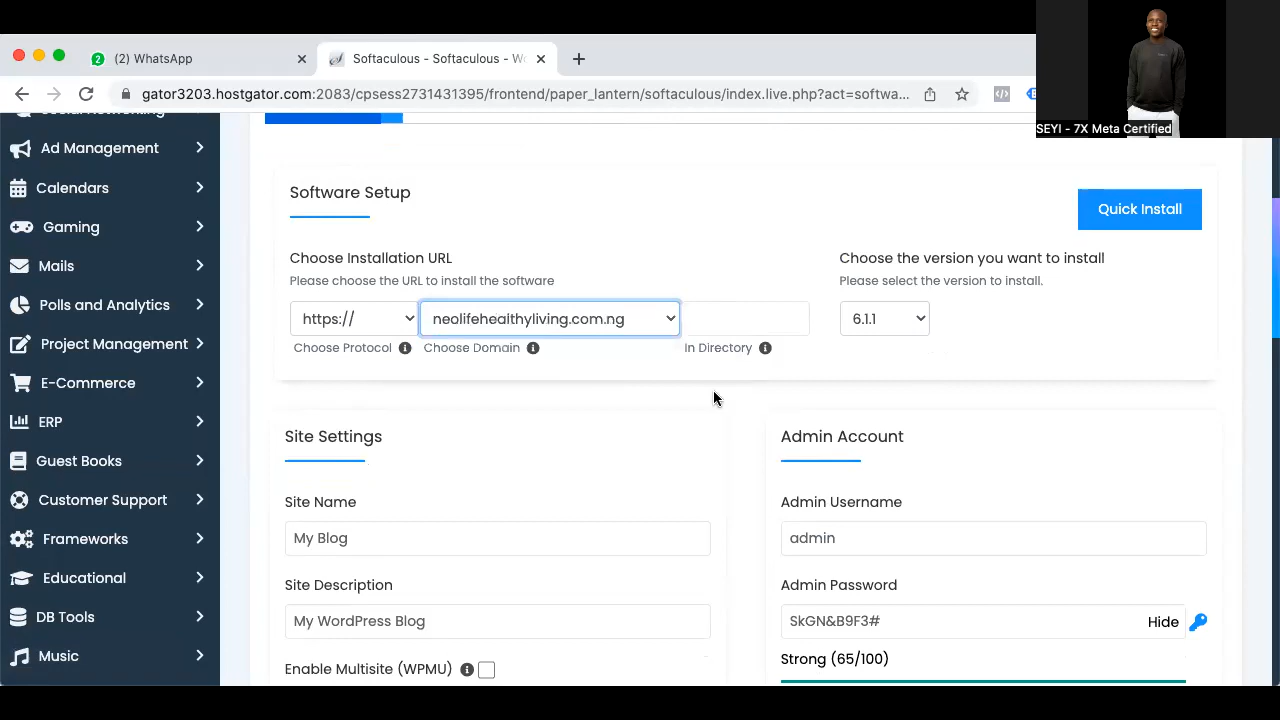 (2) WhatsApp
Softaculous - Softaculous - Wo
gator3203.hostgator.com:2083/cpsess2731431395/frontend/paper_lantern/softaculous/index.live.php?act=softwa...
SEYI - 7X Meta Certified
Social Networking
Ad Management
Calendars
Gaming
Mails
Polls and Analytics
Project Management
E-Commerce
ERP
Guest Books
Customer Support
Frameworks
Educational
DB Tools
Music
Software Setup
Quick Install
Choose Installation URL
Please choose the URL to install the software
https://
neolifehealthyliving.com.ng
Choose Protocol
Choose Domain
In Directory
Choose the version you want to install
Please select the version to install.
6.1.1
Site Settings
Site Name
My Blog
Site Description
My WordPress Blog
Enable Multisite (WPMU)
Admin Account
Admin Username
admin
Admin Password
SkGN&B9F3#
Hide
Strong (65/100)